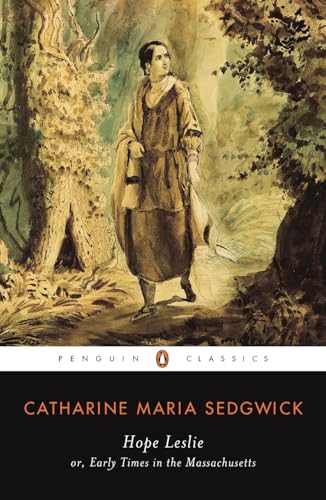 PENGUIN CLASSICS
CATHARINE MARIA SEDGWICK
Hope Leslie
or, Early Times in the Massachusetts